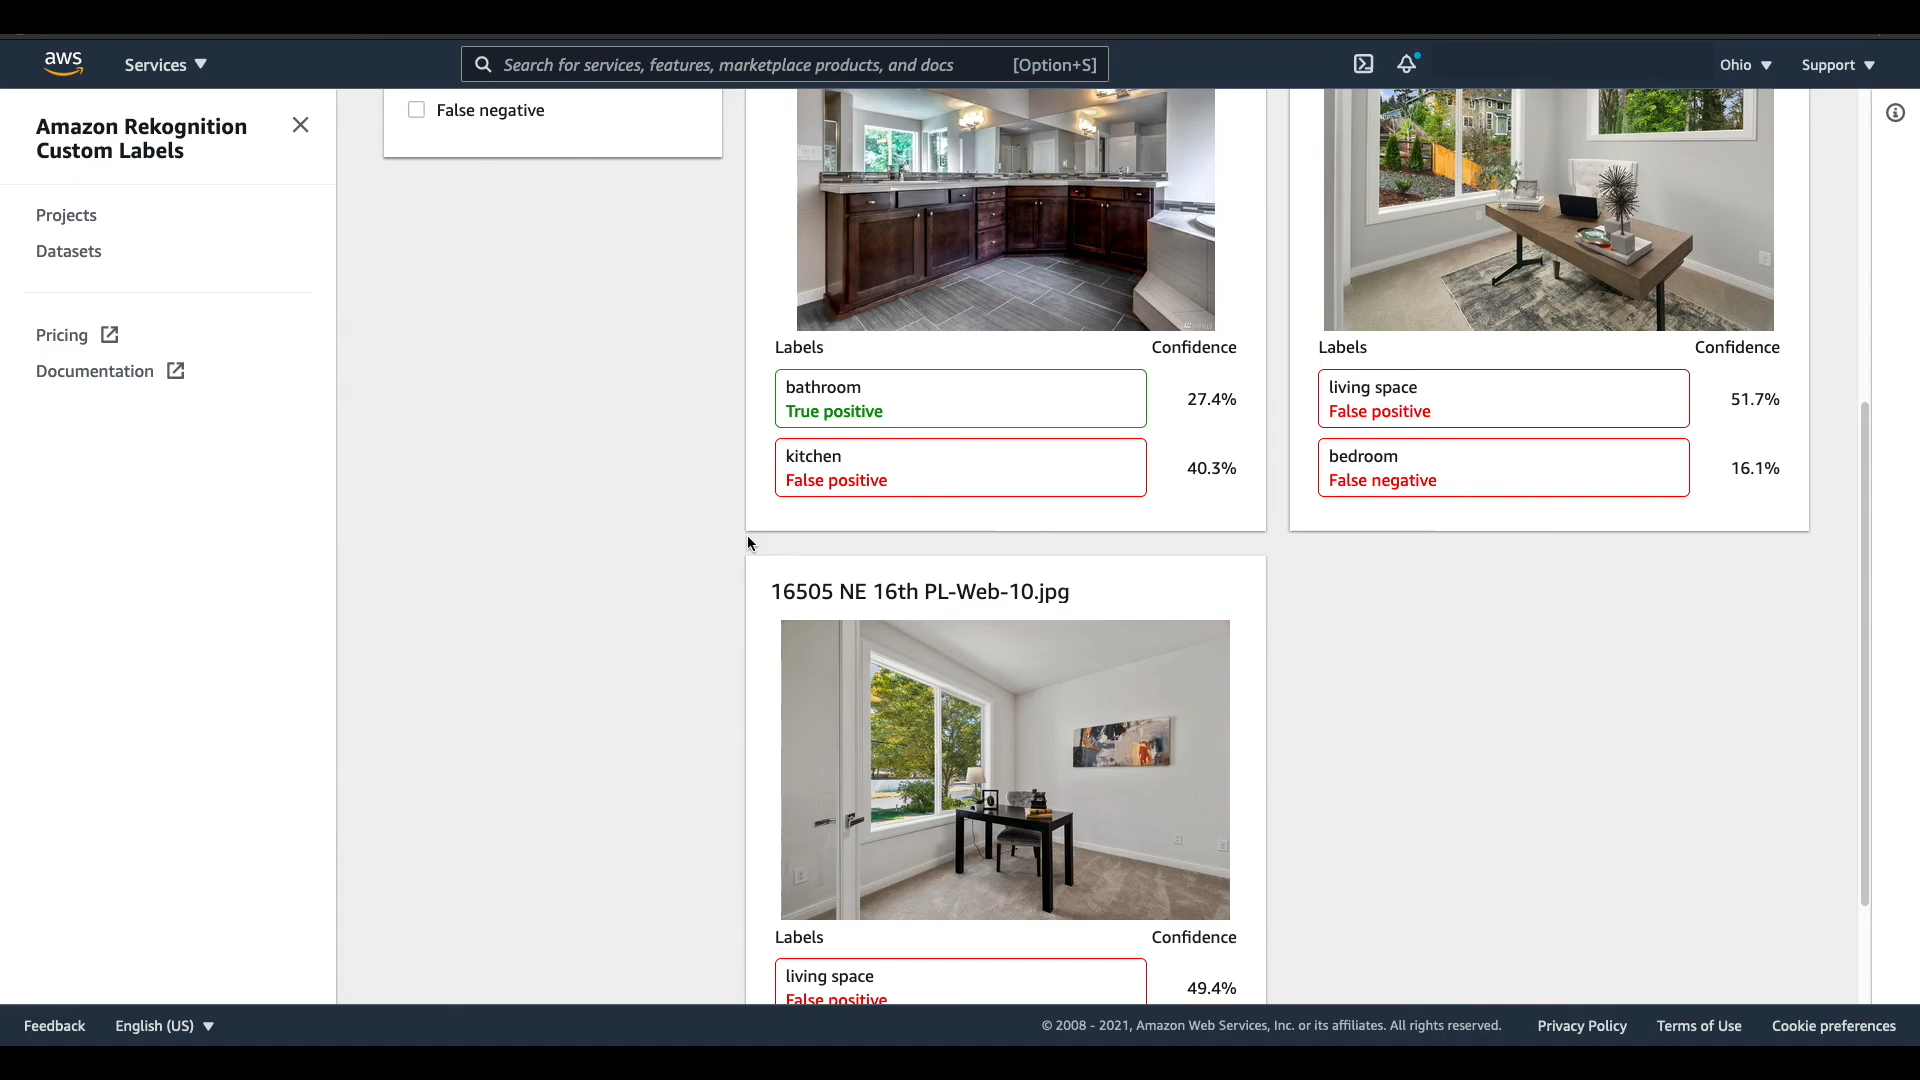 aws
Services
Search for services, features, marketplace products, and docs
[Option+S]
Ohio
Support
Amazon Rekognition
Custom Labels
Projects
Datasets
Pricing
Documentation
False negative
Labels
Confidence
bathroom
True positive
27.4%
kitchen
False positive
40.3%
Labels
Confidence
living space
False positive
51.7%
bedroom
False negative
16.1%
16505 NE 16th PL-Web-10.jpg
Labels
Confidence
living space
False positive
49.4%
Feedback
English (US)
© 2008 - 2021, Amazon Web Services, Inc. or its affiliates. All rights reserved.
Privacy Policy
Terms of Use
Cookie preferences